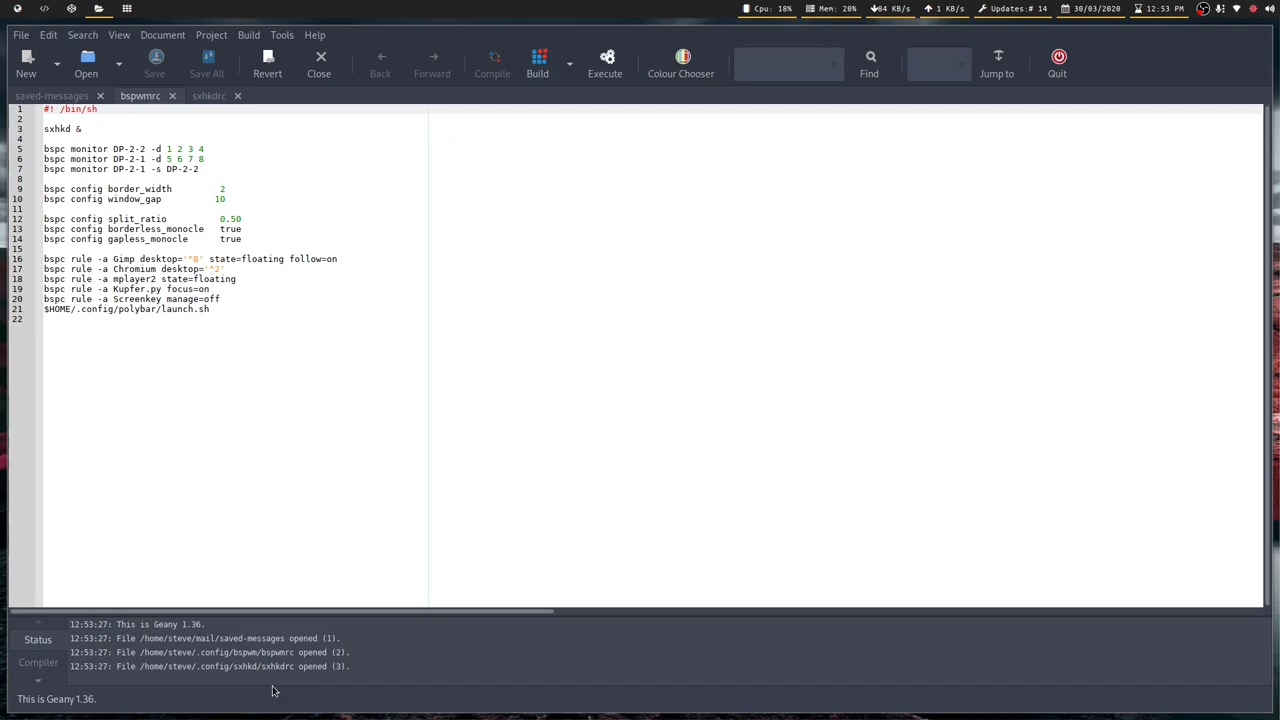 Cpu: 18% Mem: 20% 84 KB/s 1 KB/s Updates:# 14 30/03/2020 12:53 PM
File Edit Search View Document Project Build Tools Help
New Open Save Save All Revert Close Back Forward Compile Build Execute Colour Chooser Find Jump to Quit
saved-messages bspwmrc sxhkdrc
1 #! /bin/sh
2
3 sxhkd &
4
5 bspc monitor DP-2-2 -d 1 2 3 4
6 bspc monitor DP-2-1 -d 5 6 7 8
7 bspc monitor DP-2-1 -s DP-2-2
8
9 bspc config border_width 2
10 bspc config window_gap 10
11
12 bspc config split_ratio 0.50
13 bspc config borderless_monocle true
14 bspc config gapless_monocle true
15
16 bspc rule -a Gimp desktop='^8' state=floating follow=on
17 bspc rule -a Chromium desktop='^2'
18 bspc rule -a mplayer2 state=floating
19 bspc rule -a Kupfer.py focus=on
20 bspc rule -a Screenkey manage=off
21 $HOME/.config/polybar/launch.sh
22
Status
Compiler
12:53:27: This is Geany 1.36.
12:53:27: File /home/steve/mail/saved-messages opened (1).
12:53:27: File /home/steve/.config/bspwm/bspwmrc opened (2).
12:53:27: File /home/steve/.config/sxhkd/sxhkdrc opened (3).
This is Geany 1.36.